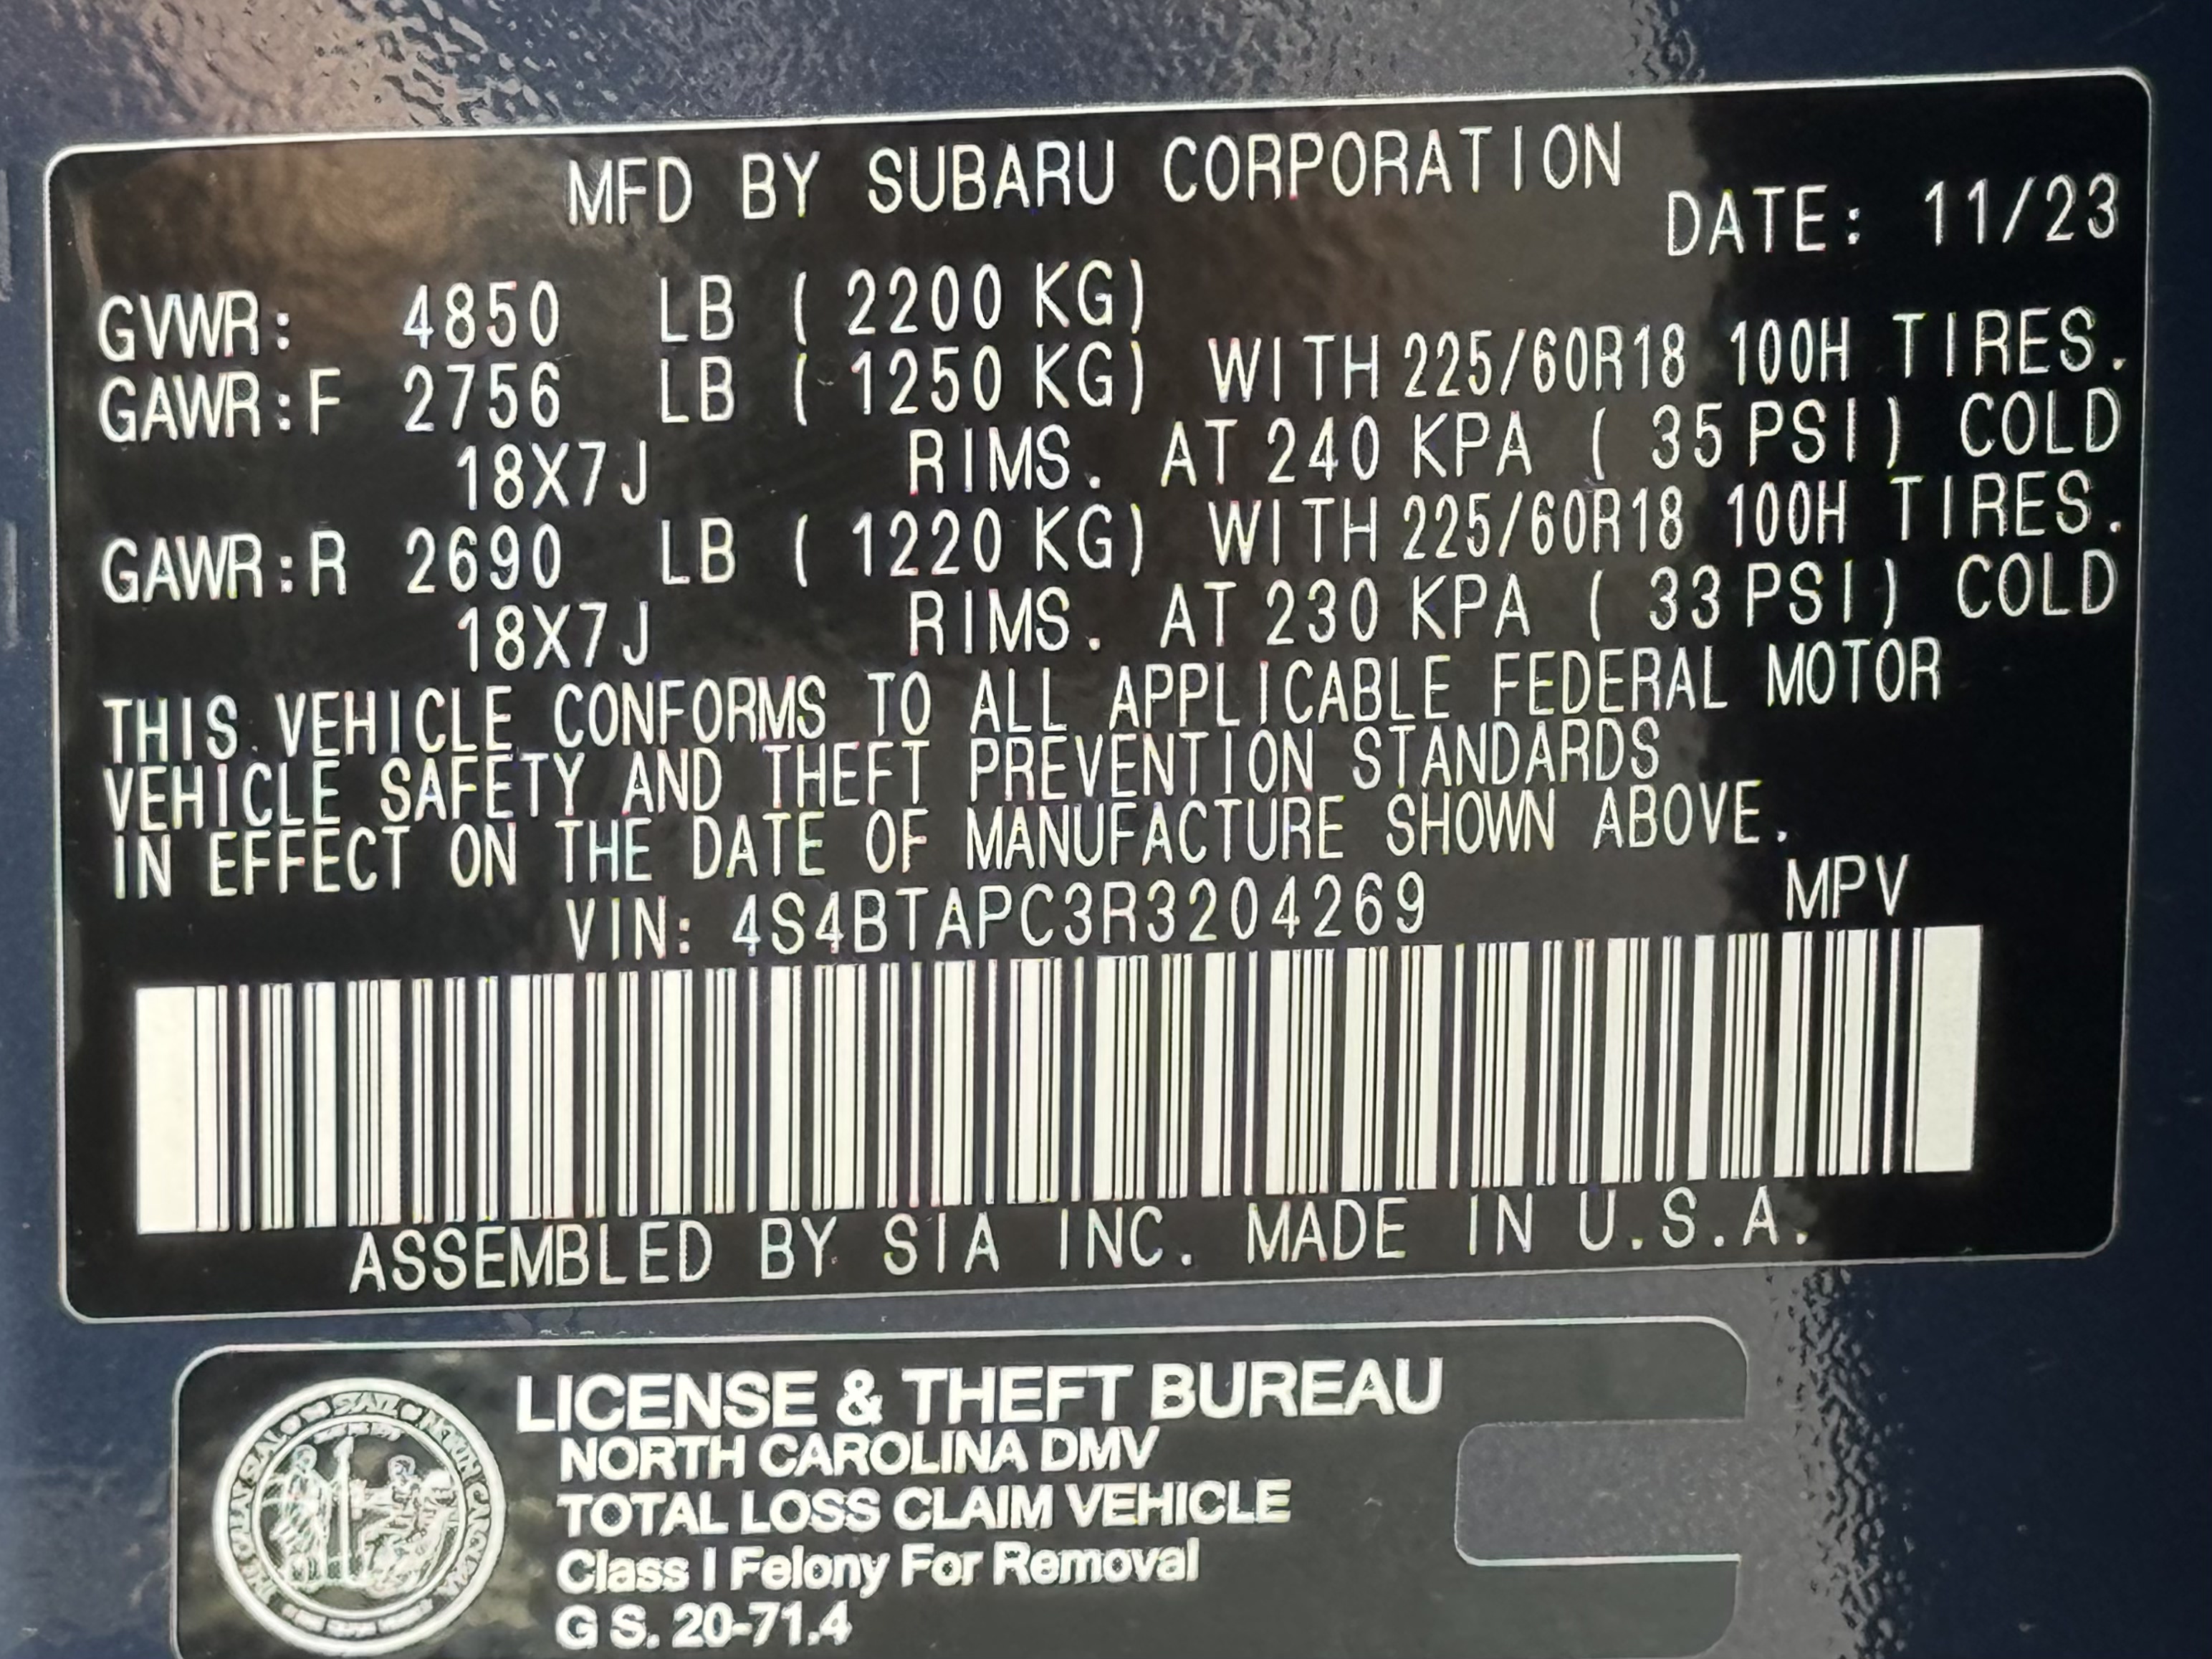 MFD BY SUBARU CORPORATION
DATE: 11/23
GVWR: 4850 LB ( 2200 KG)
GAWR:F 2756 LB ( 1250 KG) WITH 225/60R18 100H TIRES.
18X7J RIMS. AT 240 KPA ( 35 PSI) COLD
GAWR:R 2690 LB ( 1220 KG) WITH 225/60R18 100H TIRES.
18X7J RIMS. AT 230 KPA ( 33 PSI) COLD
THIS VEHICLE CONFORMS TO ALL APPLICABLE FEDERAL MOTOR
VEHICLE SAFETY AND THEFT PREVENTION STANDARDS
IN EFFECT ON THE DATE OF MANUFACTURE SHOWN ABOVE.
VIN: 4S4BTAPC3R3204269 MPV
ASSEMBLED BY SIA INC. MADE IN U.S.A.
LICENSE & THEFT BUREAU
NORTH CAROLINA DMV
TOTAL LOSS CLAIM VEHICLE
Class I Felony For Removal
G S. 20-71.4